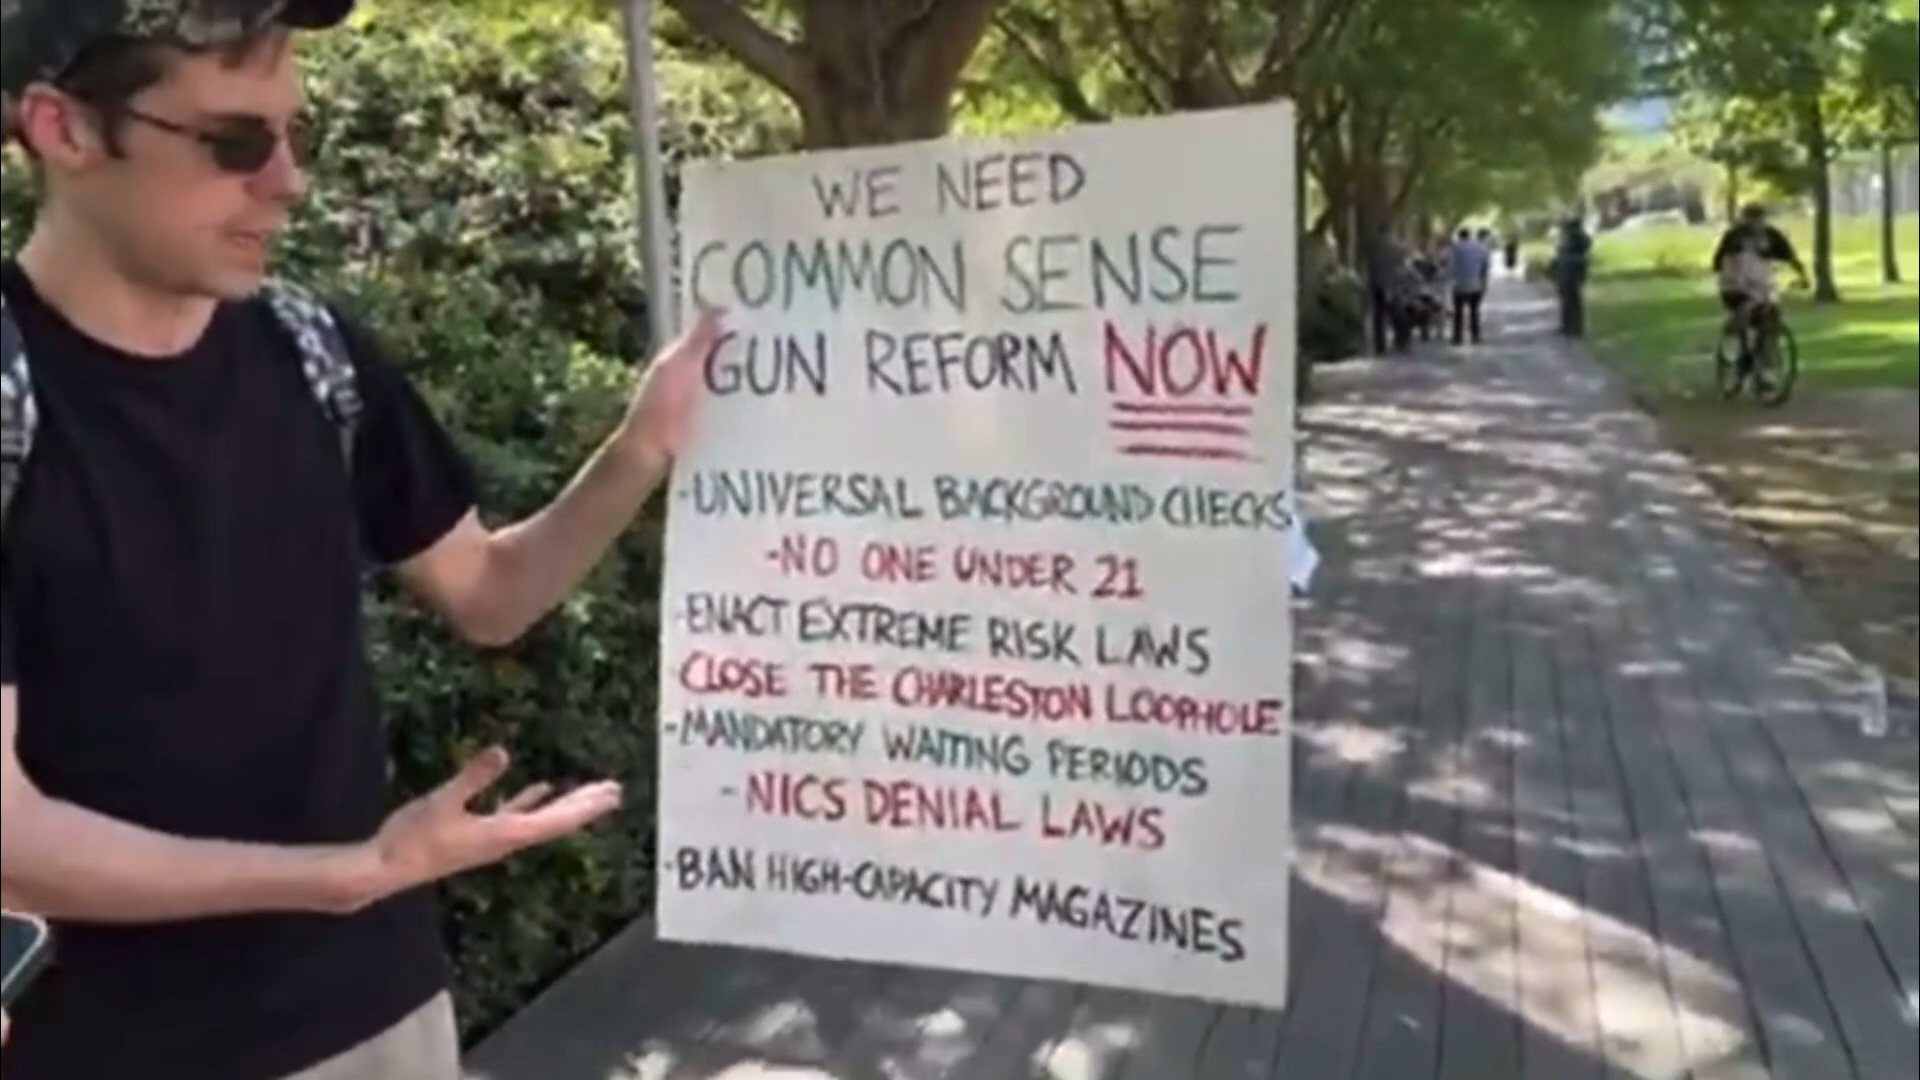 WE NEED
COMMON SENSE
GUN REFORM NOW
-UNIVERSAL BACKGROUND CHECKS
-NO ONE UNDER 21
-ENACT EXTREME RISK LAWS
CLOSE THE CHARLESTON LOOPHOLE
-MANDATORY WAITING PERIODS
-NICS DENIAL LAWS
-BAN HIGH-CAPACITY MAGAZINES